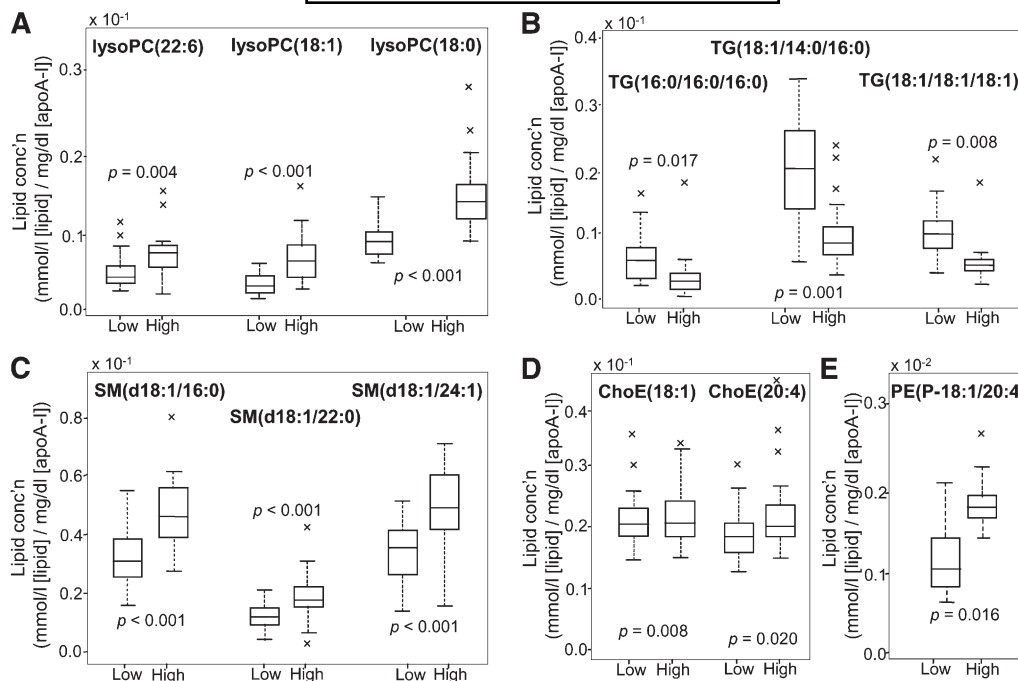 A
x 10⁻¹
lysoPC(22:6) lysoPC(18:1) lysoPC(18:0)
Lipid conc'n
(mmol/l [lipid] / mg/dl [apoA-I])
0.3
0.2
0.1
0.0
p = 0.004
p < 0.001
p < 0.001
Low High Low High Low High
B
x 10⁻¹
TG(18:1/14:0/16:0)
TG(16:0/16:0/16:0) TG(18:1/18:1/18:1)
Lipid conc'n
(mmol/l [lipid] / mg/dl [apoA-I])
0.4
0.3
0.2
0.1
0.0
p = 0.017
p = 0.001
p = 0.008
Low High Low High Low High
C
x 10⁻¹
SM(d18:1/16:0) SM(d18:1/24:1)
SM(d18:1/22:0)
Lipid conc'n
(mmol/l [lipid] / mg/dl [apoA-I])
0.8
0.6
0.4
0.2
0.0
p < 0.001
p < 0.001
p < 0.001
Low High Low High Low High
D
x 10⁻¹
ChoE(18:1) ChoE(20:4)
Lipid conc'n
(mmol/l [lipid] / mg/dl [apoA-I])
0.4
0.3
0.2
0.1
0.0
p = 0.008
p = 0.020
Low High Low High
E
x 10⁻²
PE(P-18:1/20:4
Lipid conc'n
(mmol/l [lipid] / mg/dl [apoA-I])
0.3
0.2
0.1
0.0
p = 0.016
Low High